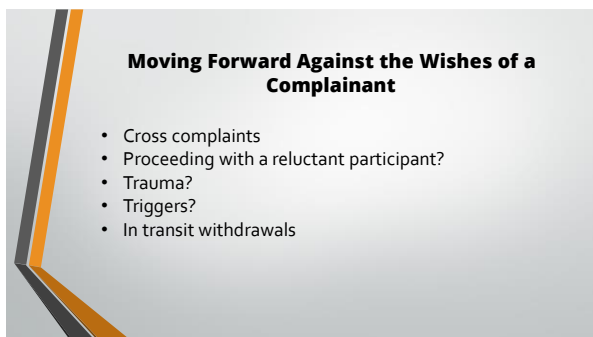 Moving Forward Against the Wishes of a
Complainant
• Cross complaints
• Proceeding with a reluctant participant?
• Trauma?
• Triggers?
• In transit withdrawals